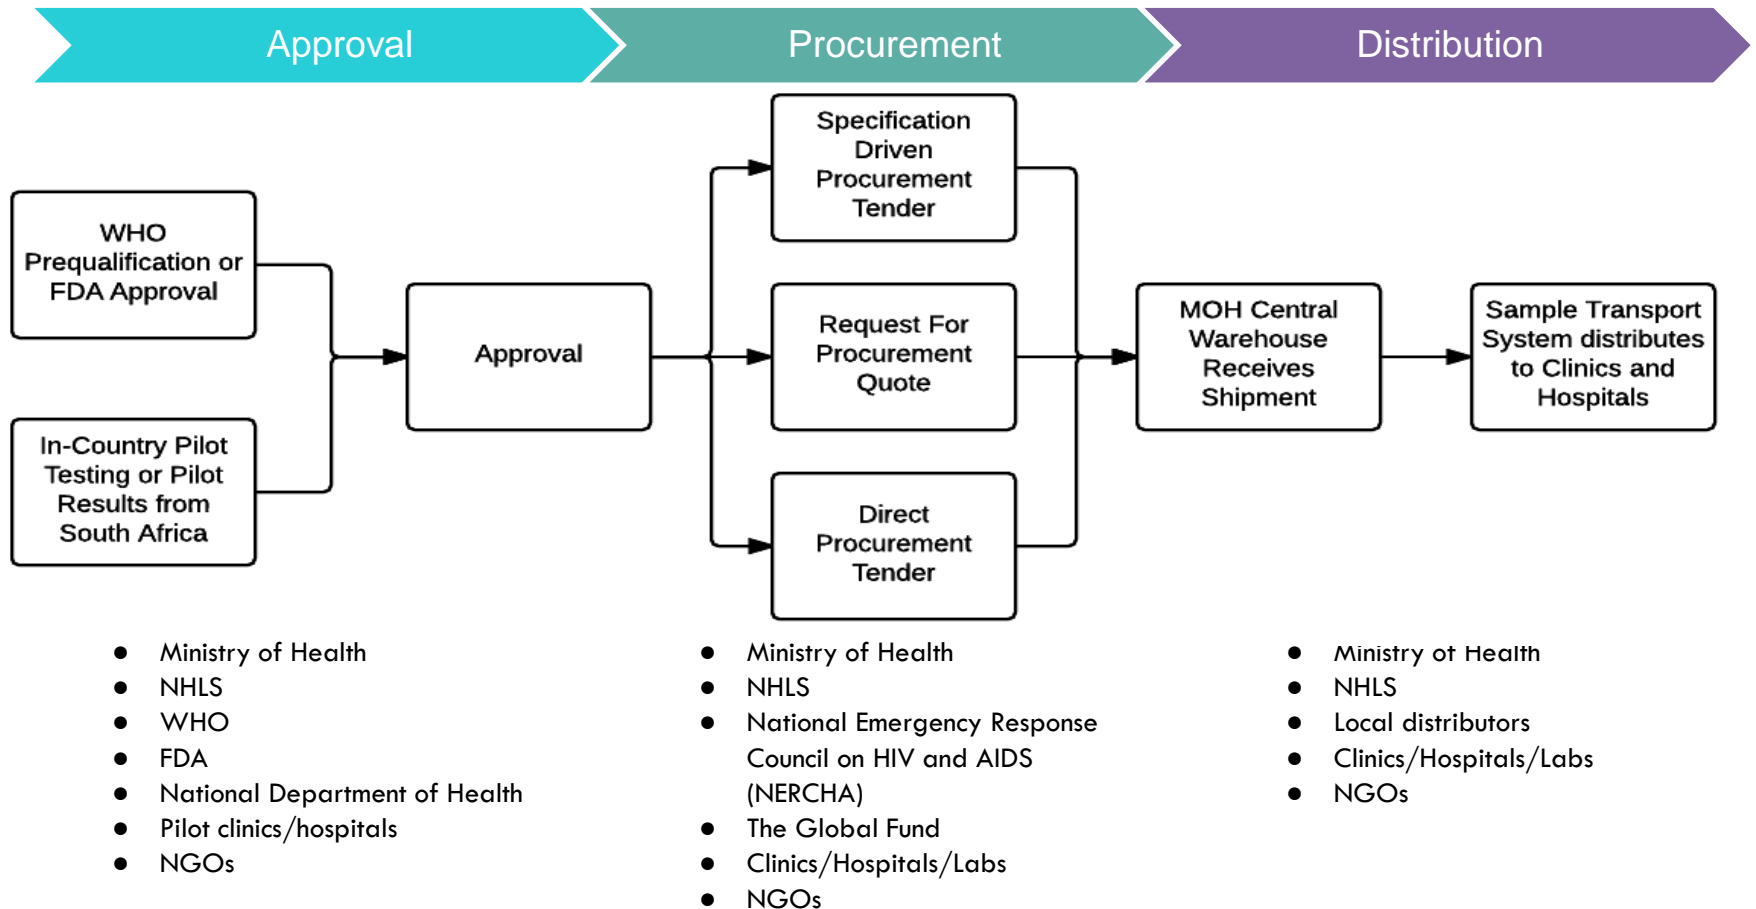 Approval
Procurement
Distribution
Specification
Driven
Procurement
Tender
WHO
Prequalification or
FDA Approval
In-Country Pilot
Testing or Pilot
Results from
South Africa
Approval
Request For
Procurement
Quote
Direct
Procurement
Tender
MOH Central
Warehouse
Receives
Shipment
Sample Transport
System distributes
to Clinics and
Hospitals
● Ministry of Health
● NHLS
● WHO
● FDA
● National Department of Health
● Pilot clinics/hospitals
● NGOs
● Ministry of Health
● NHLS
● National Emergency Response
Council on HIV and AIDS
(NERCHA)
● The Global Fund
● Clinics/Hospitals/Labs
● NGOs
● Ministry of Health
● NHLS
● Local distributors
● Clinics/Hospitals/Labs
● NGOs